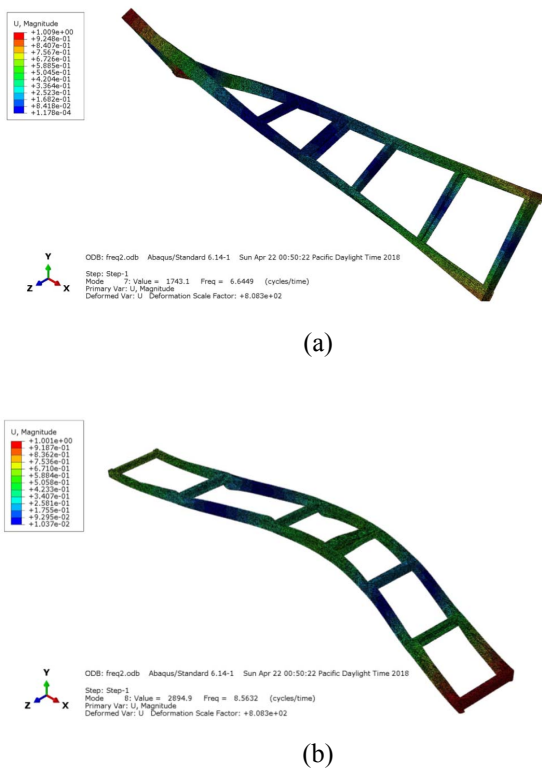 U, Magnitude
+1.009e+00
+9.248e-01
+8.407e-01
+7.567e-01
+6.726e-01
+5.885e-01
+5.045e-01
+4.204e-01
+3.364e-01
+2.523e-01
+1.682e-01
+8.418e-02
+1.178e-04
Y
Z X
ODB: freq2.odb Abaqus/Standard 6.14-1 Sun Apr 22 00:50:22 Pacific Daylight Time 2018
Step: Step-1
Mode 7: Value = 1743.1 Freq = 6.6449 (cycles/time)
Primary Var: U, Magnitude
Deformed Var: U Deformation Scale Factor: +8.083e+02
(a)
U, Magnitude
+1.001e+00
+9.187e-01
+8.362e-01
+7.536e-01
+6.710e-01
+5.884e-01
+5.058e-01
+4.233e-01
+3.407e-01
+2.581e-01
+1.755e-01
+9.295e-02
+1.037e-02
Y
Z X
ODB: freq2.odb Abaqus/Standard 6.14-1 Sun Apr 22 00:50:22 Pacific Daylight Time 2018
Step: Step-1
Mode 8: Value = 2894.9 Freq = 8.5632 (cycles/time)
Primary Var: U, Magnitude
Deformed Var: U Deformation Scale Factor: +8.083e+02
(b)